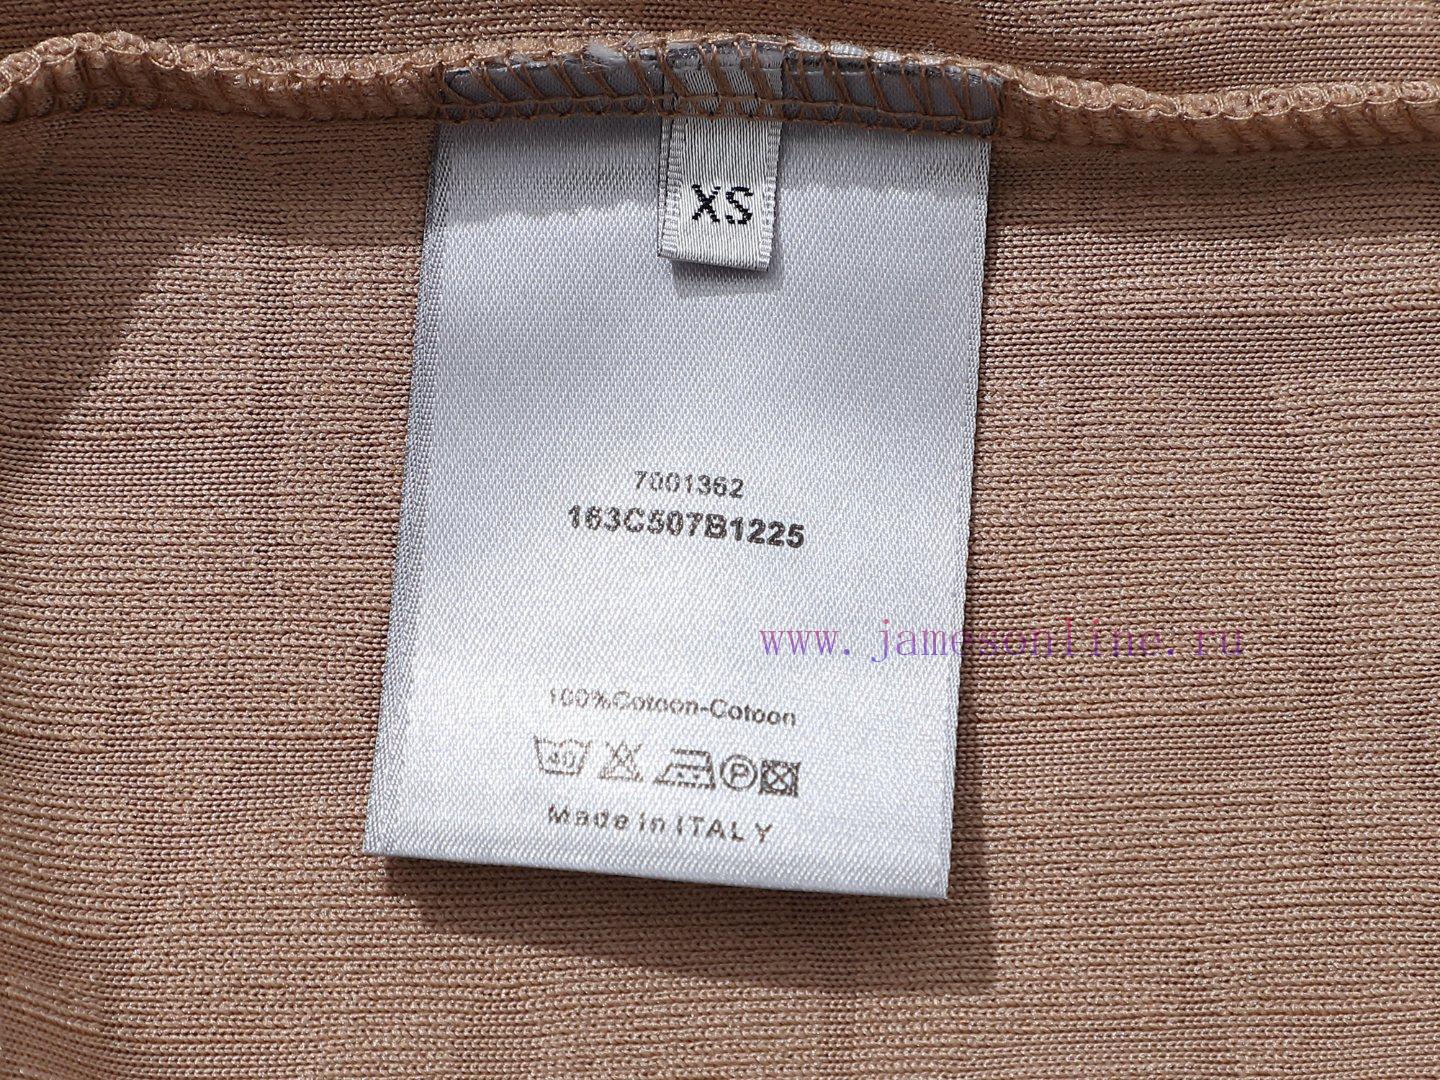 XS
7001362
163C507B1225
www.jamesonline.ru
100%Cotoon-Cotoon
40 P
Made in ITALY